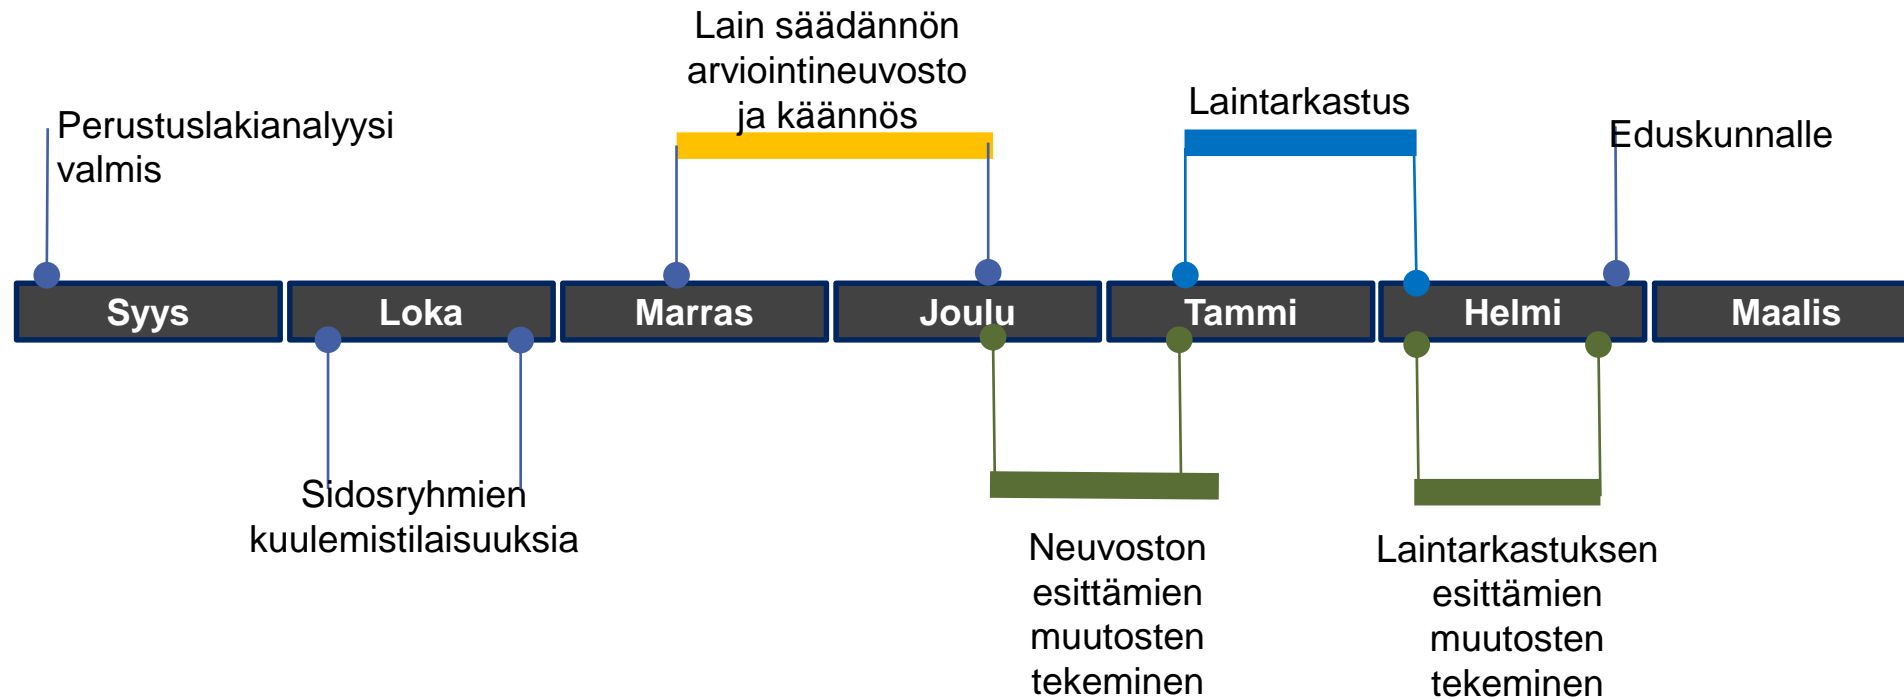 Lain säädännön
arviointineuvosto
ja käännös
Perustuslakianalyysi
valmis
Laintarkastus
Eduskunnalle
Syys
Loka
Marras
Joulu
Tammi
Helmi
Maalis
Sidosryhmien
kuulemistilaisuuksia
Neuvoston
esittämien
muutosten
tekeminen
Laintarkastuksen
esittämien
muutosten
tekeminen